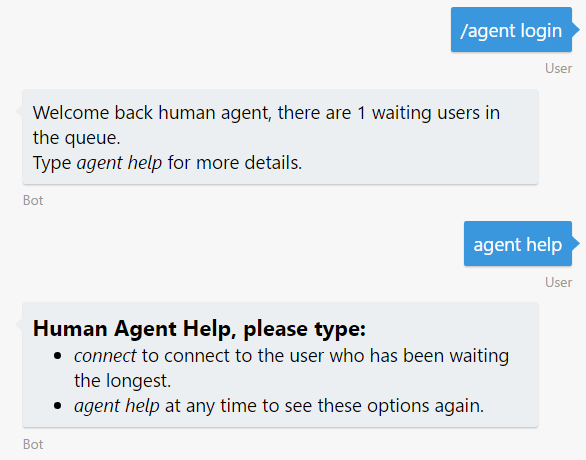 /agent login
User
Welcome back human agent, there are 1 waiting users in
the queue.
Type agent help for more details.
Bot
agent help
User
Human Agent Help, please type:
• connect to connect to the user who has been waiting
the longest.
• agent help at any time to see these options again.
Bot